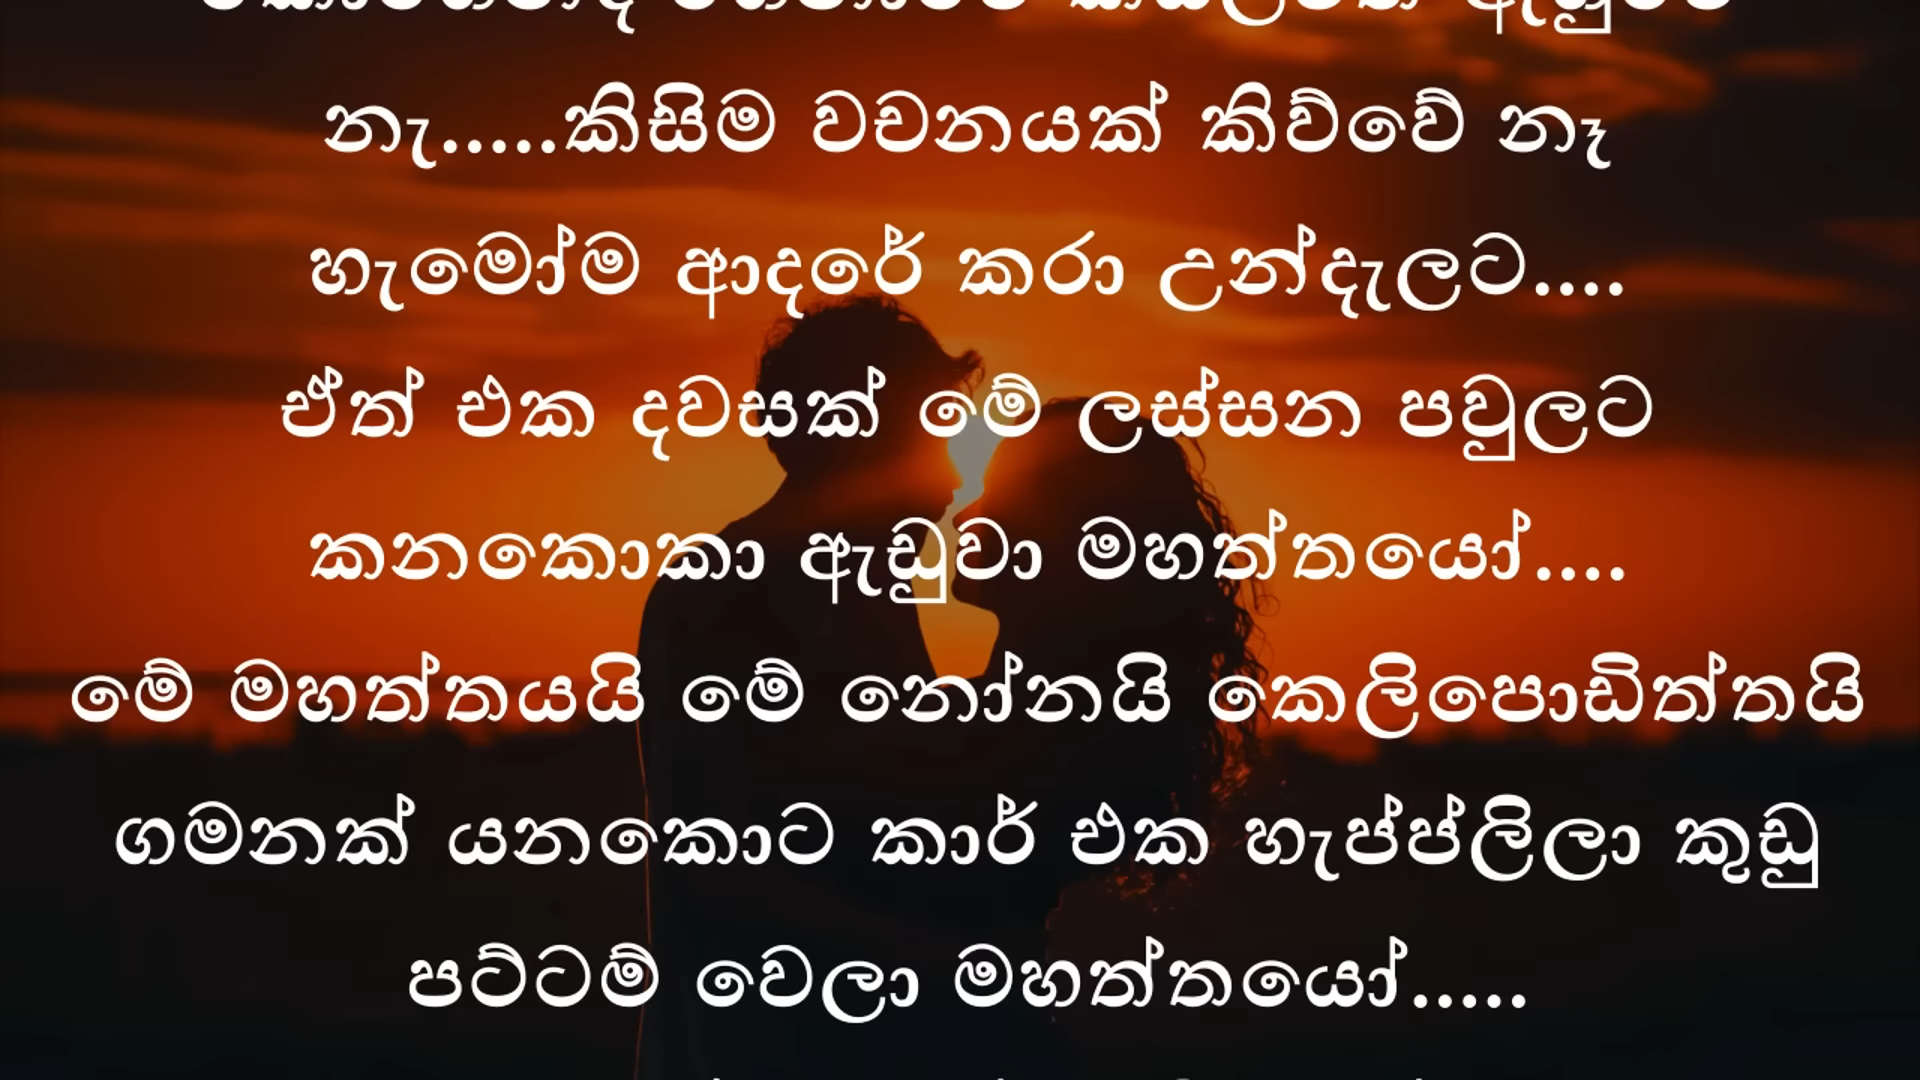 නැ.....කිසිම වචනයක් කිව්වේ නෑ
හැමෝම ආදරේ කරා උන්දැලට....
ඒත් එක දවසක් මේ ලස්සන පවුලට
කනකොකා ඇඩුවා මහත්තයෝ....
මේ මහත්තයයි මේ නෝනයි කෙලිපොඩිත්තයි
ගමනක් යනකොට කාර් එක හැප්ප්ලිලා කුඩු
පට්ටම් වෙලා මහත්තයෝ.....